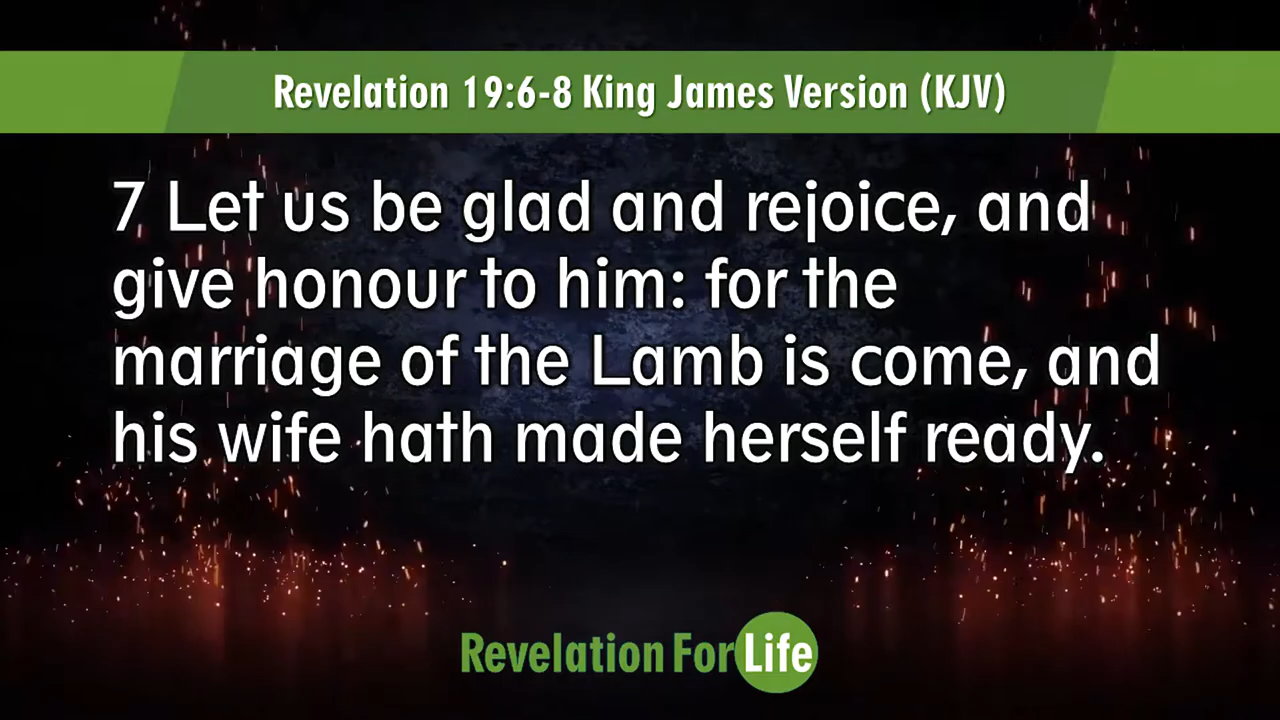 Revelation 19:6-8 King James Version (KJV)
7 Let us be glad and rejoice, and
give honour to him: for the
marriage of the Lamb is come, and
his wife hath made herself ready.
Revelation For Life